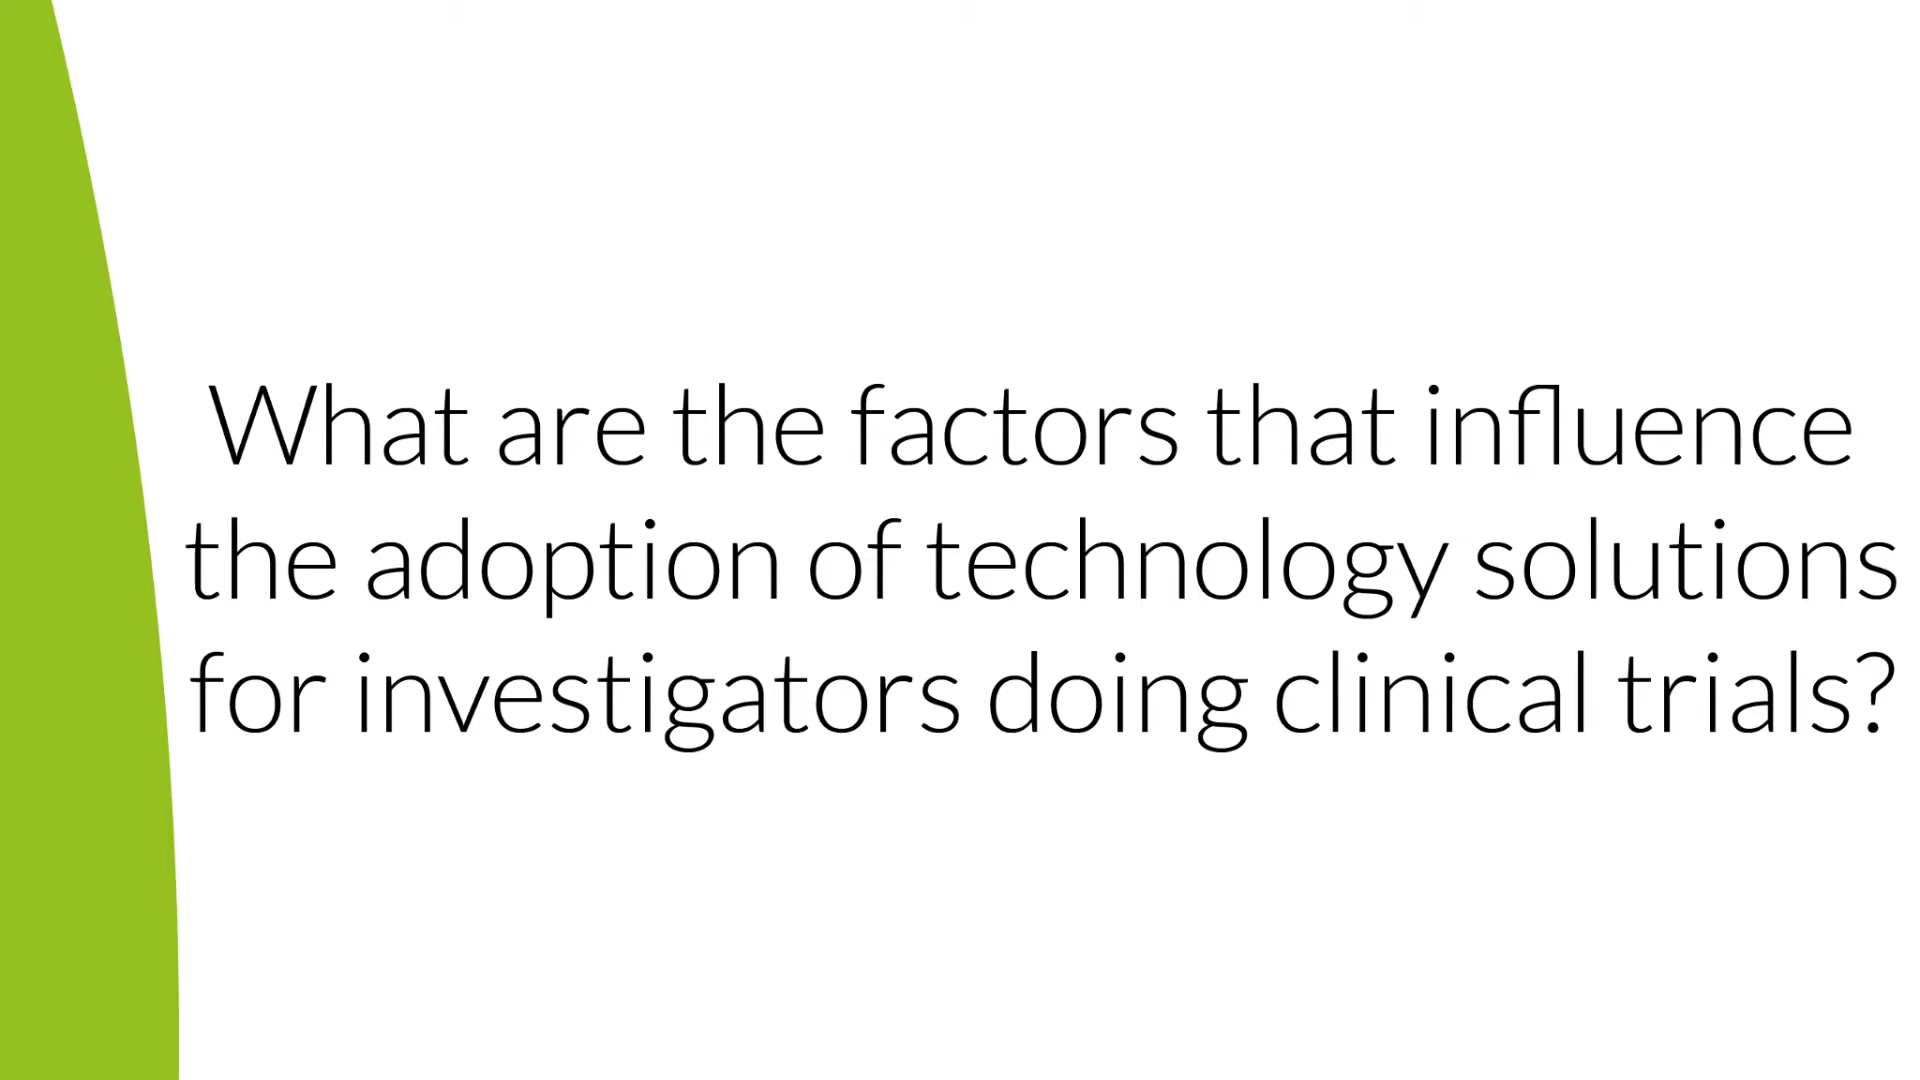 What are the factors that influence
the adoption of technology solutions
for investigators doing clinical trials?